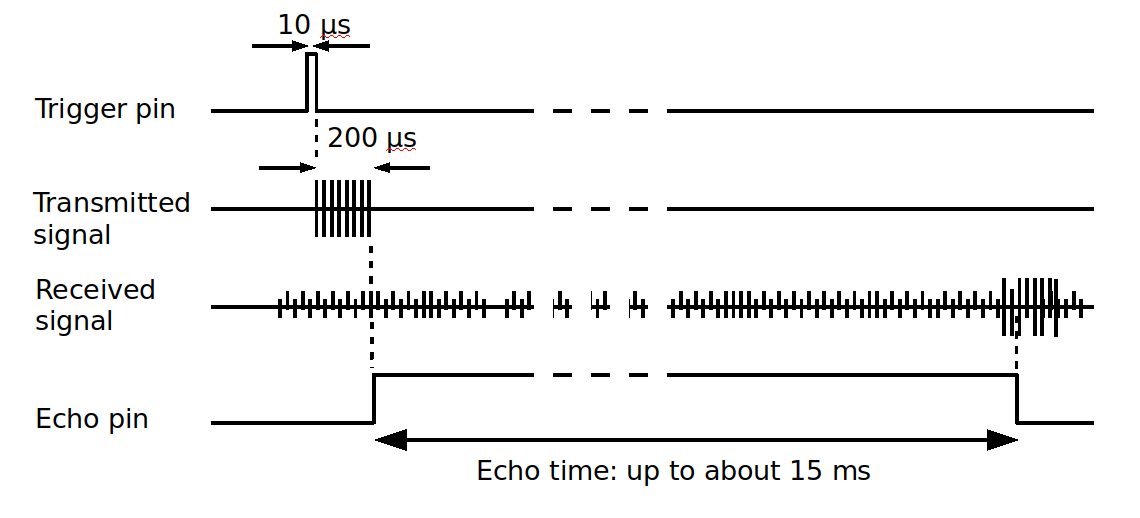 10 µs
Trigger pin
200 µs
Transmitted
signal
Received
signal
Echo pin
Echo time: up to about 15 ms